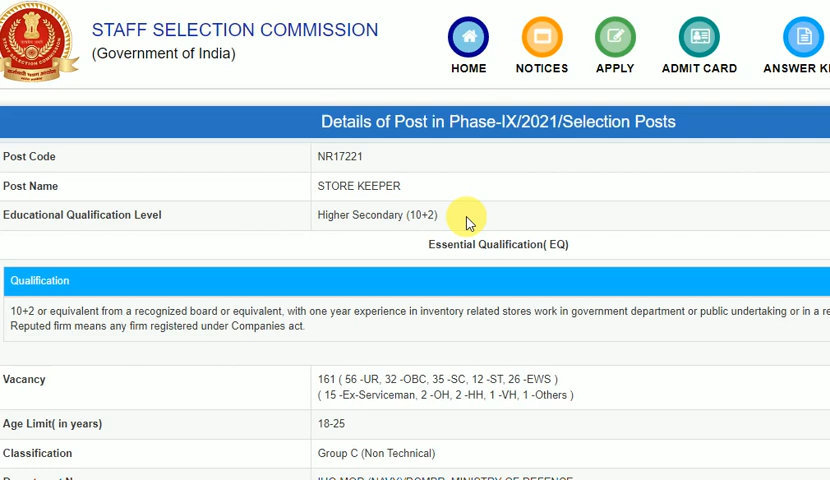 STAFF SELECTION COMMISSION
(Government of India)
HOME NOTICES APPLY ADMIT CARD ANSWER
Details of Post in Phase-IX/2021/Selection Posts
Post Code NR17221
Post Name STORE KEEPER
Educational Qualification Level Higher Secondary (10+2)
Essential Qualification( EQ)
Qualification
10+2 or equivalent from a recognized board or equivalent, with one year experience in inventory related stores work in government department or public undertaking or in a
Reputed firm means any firm registered under Companies act.
Vacancy 161 ( 56 -UR, 32 -OBC, 35 -SC, 12 -ST, 26 -EWS )
( 15 -Ex-Serviceman, 2 -OH, 2 -HH, 1 -VH, 1 -Others )
Age Limit( in years) 18-25
Classification Group C (Non Technical)